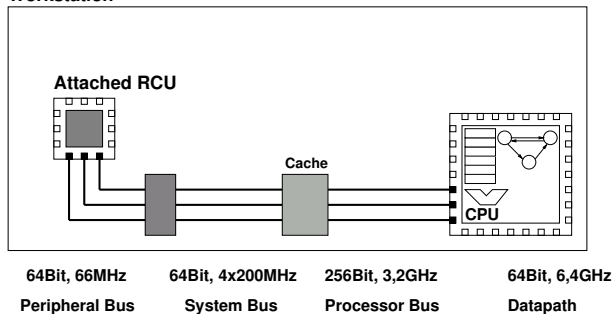 Workstation
Attached RCU
Cache
CPU
64Bit, 66MHz 64Bit, 4x200MHz 256Bit, 3,2GHz 64Bit, 6,4GHz
Peripheral Bus System Bus Processor Bus Datapath